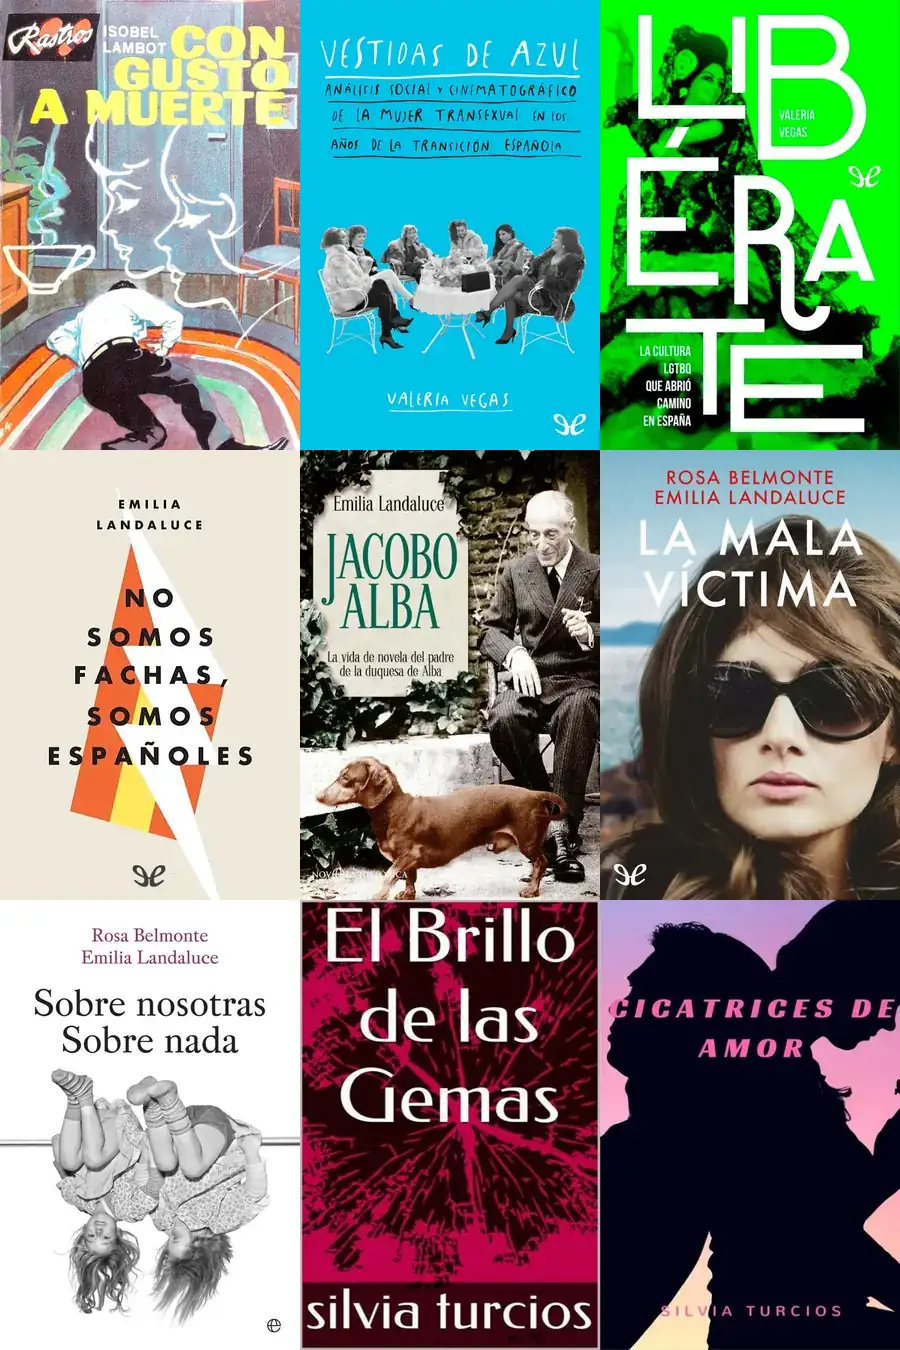 Rastros
ISOBEL
LAMBOT
CON
GUSTO
A MUERTE
VESTIDAS DE AZUL
ANÁLISIS SOCIAL Y CINEMATOGRÁFICO
DE LA MUJER TRANSEXUAL EN LOS
AÑOS DE LA TRANSICIÓN ESPAÑOLA
VALERIA VEGAS
LIB
ÉRA
TE
VALERIA
VEGAS
LA CULTURA
LGTBQ
QUE ABRIÓ
CAMINO
EN ESPAÑA
EMILIA
LANDALUCE
NO
SOMOS
FACHAS,
SOMOS
ESPAÑOLES
Emilia Landaluce
JACOBO
ALBA
La vida de novela del padre
de la duquesa de Alba
ROSA BELMONTE
EMILIA LANDALUCE
LA MALA
VÍCTIMA
Rosa Belmonte
Emilia Landaluce
Sobre nosotras
Sobre nada
El Brillo
de las
Gemas
silvia turcios
CICATRICES DE
AMOR
SILVIA TURCIOS